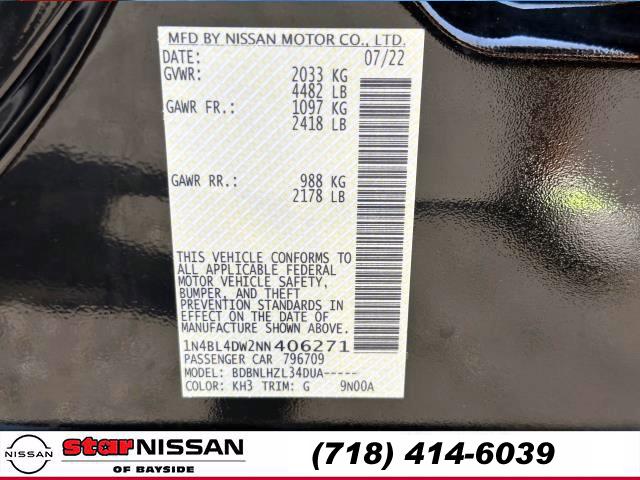 MFD BY NISSAN MOTOR CO., LTD.
DATE: 07/22
GVWR: 2033 KG
4482 LB
GAWR FR.: 1097 KG
2418 LB
GAWR RR.: 988 KG
2178 LB
THIS VEHICLE CONFORMS TO
ALL APPLICABLE FEDERAL
MOTOR VEHICLE SAFETY,
BUMPER, AND THEFT
PREVENTION STANDARDS IN
EFFECT ON THE DATE OF
MANUFACTURE SHOWN ABOVE.
1N4BL4DW2NN406271
PASSENGER CAR 796709
MODEL: BDBNLHZL34DUA-----
COLOR: KH3 TRIM: G 9N00A
NISSAN
star NISSAN
OF BAYSIDE
(718) 414-6039